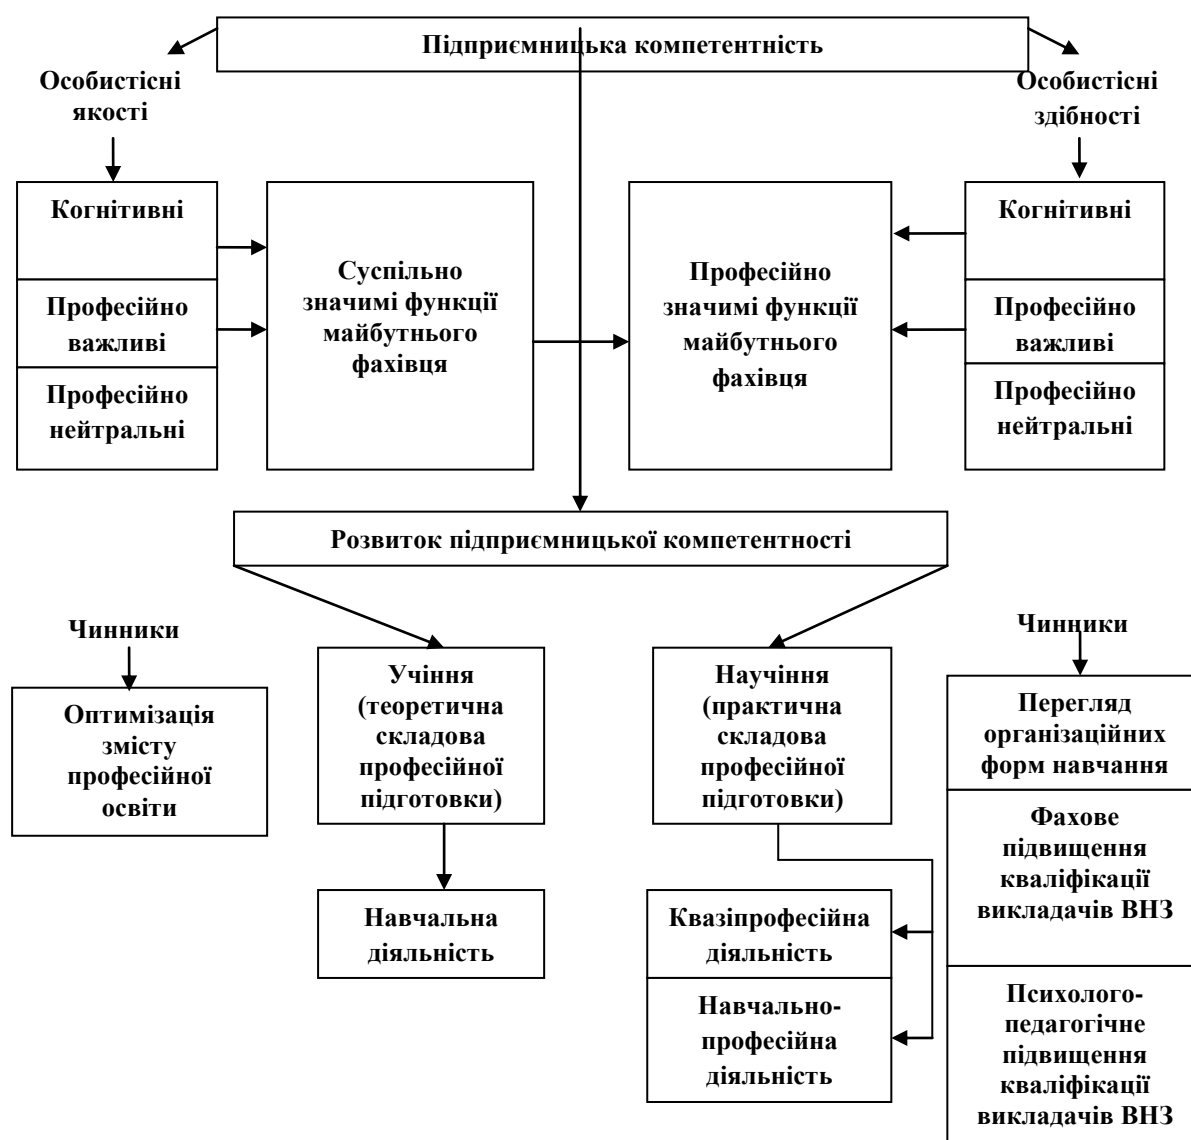 Підприємницька компетентність
Особистісні
якості
Особистісні
здібності
Когнітивні
Професійно
важливі
Професійно
нейтральні
Суспільно
значимі функції
майбутнього
фахівця
Професійно
значимі функції
майбутнього
фахівця
Когнітивні
Професійно
важливі
Професійно
нейтральні
Розвиток підприємницької компетентності
Чинники
Оптимізація
змісту
професійної
освіти
Учіння
(теоретична
складова
професійної
підготовки)
Навчальна
діяльність
Научіння
(практична
складова
професійної
підготовки)
Квазіпрофесійна
діяльність
Навчально-
професійна
діяльність
Чинники
Перегляд
організаційних
форм навчання
Фахове
підвищення
кваліфікації
викладачів ВНЗ
Психолого-
педагогічне
підвищення
кваліфікації
викладачів ВНЗ